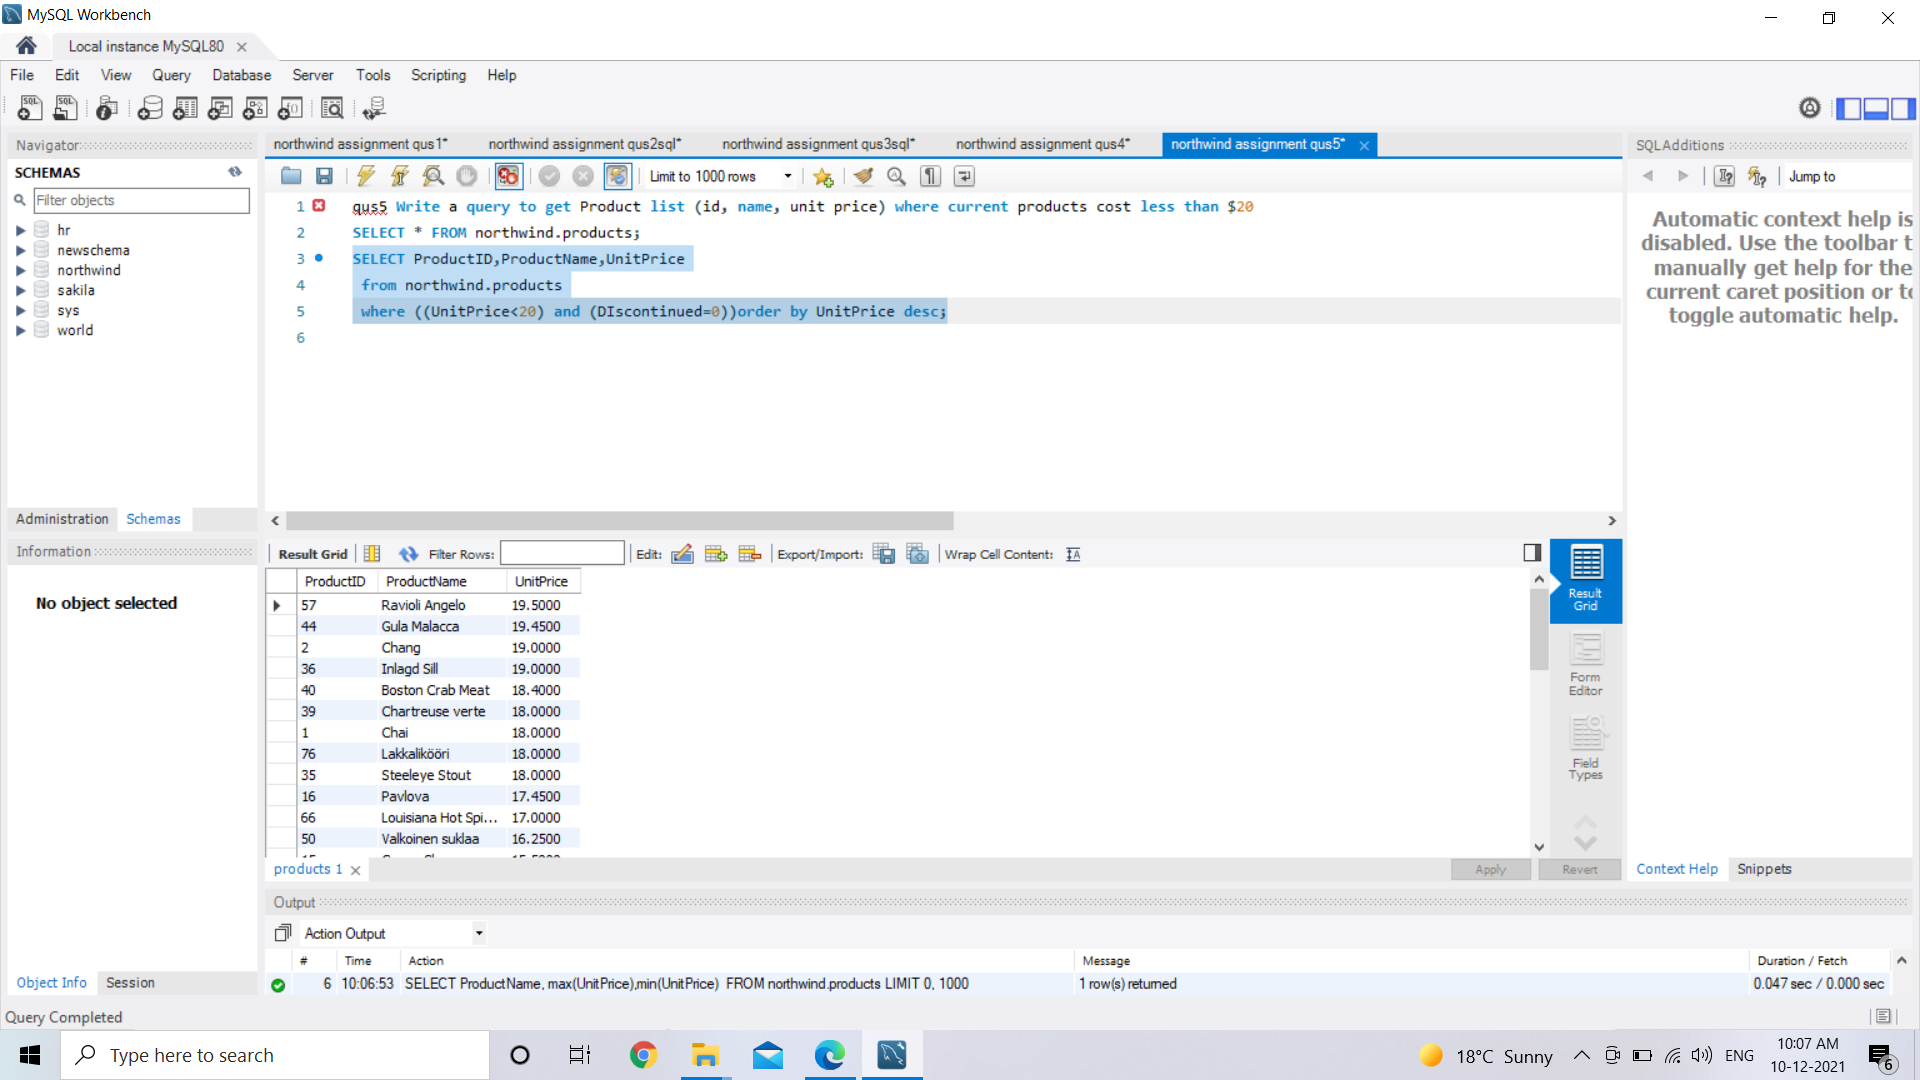 MySQL Workbench
Local instance MySQL80
File Edit View Query Database Server Tools Scripting Help
Navigator
SCHEMAS
Filter objects
hr
newschema
northwind
sakila
sys
world
Administration Schemas
Information
No object selected
Object Info Session
northwind assignment qus1* northwind assignment qus2sql* northwind assignment qus3sql* northwind assignment qus4* northwind assignment qus5*
Limit to 1000 rows
1 qus5 Write a query to get Product list (id, name, unit price) where current products cost less than $20
2 SELECT * FROM northwind.products;
3 SELECT ProductID,ProductName,UnitPrice
4 from northwind.products
5 where ((UnitPrice<20) and (DIscontinued=0))order by UnitPrice desc;
6
Result Grid Filter Rows: Edit: Export/Import: Wrap Cell Content:
ProductID ProductName UnitPrice
57 Ravioli Angelo 19.5000
44 Gula Malacca 19.4500
2 Chang 19.0000
36 Inlagd Sill 19.0000
40 Boston Crab Meat 18.4000
39 Chartreuse verte 18.0000
1 Chai 18.0000
76 Lakkalikööri 18.0000
35 Steeleye Stout 18.0000
16 Pavlova 17.4500
66 Louisiana Hot Spi...  17.0000
50 Valkoinen suklaa 16.2500
Result
Grid
Form
Editor
Field
Types
products 1
Apply Revert
SQLAdditions
Jump to
Automatic context help is
disabled. Use the toolbar t
manually get help for the
current caret position or to
toggle automatic help.
Context Help Snippets
Output
Action Output
# Time Action Message Duration / Fetch
6 10:06:53 SELECT ProductName, max(UnitPrice),min(UnitPrice) FROM northwind.products LIMIT 0, 1000 1 row(s) returned 0.047 sec / 0.000 sec
Query Completed
Type here to search
18°C Sunny
ENG
10:07 AM
10-12-2021
6